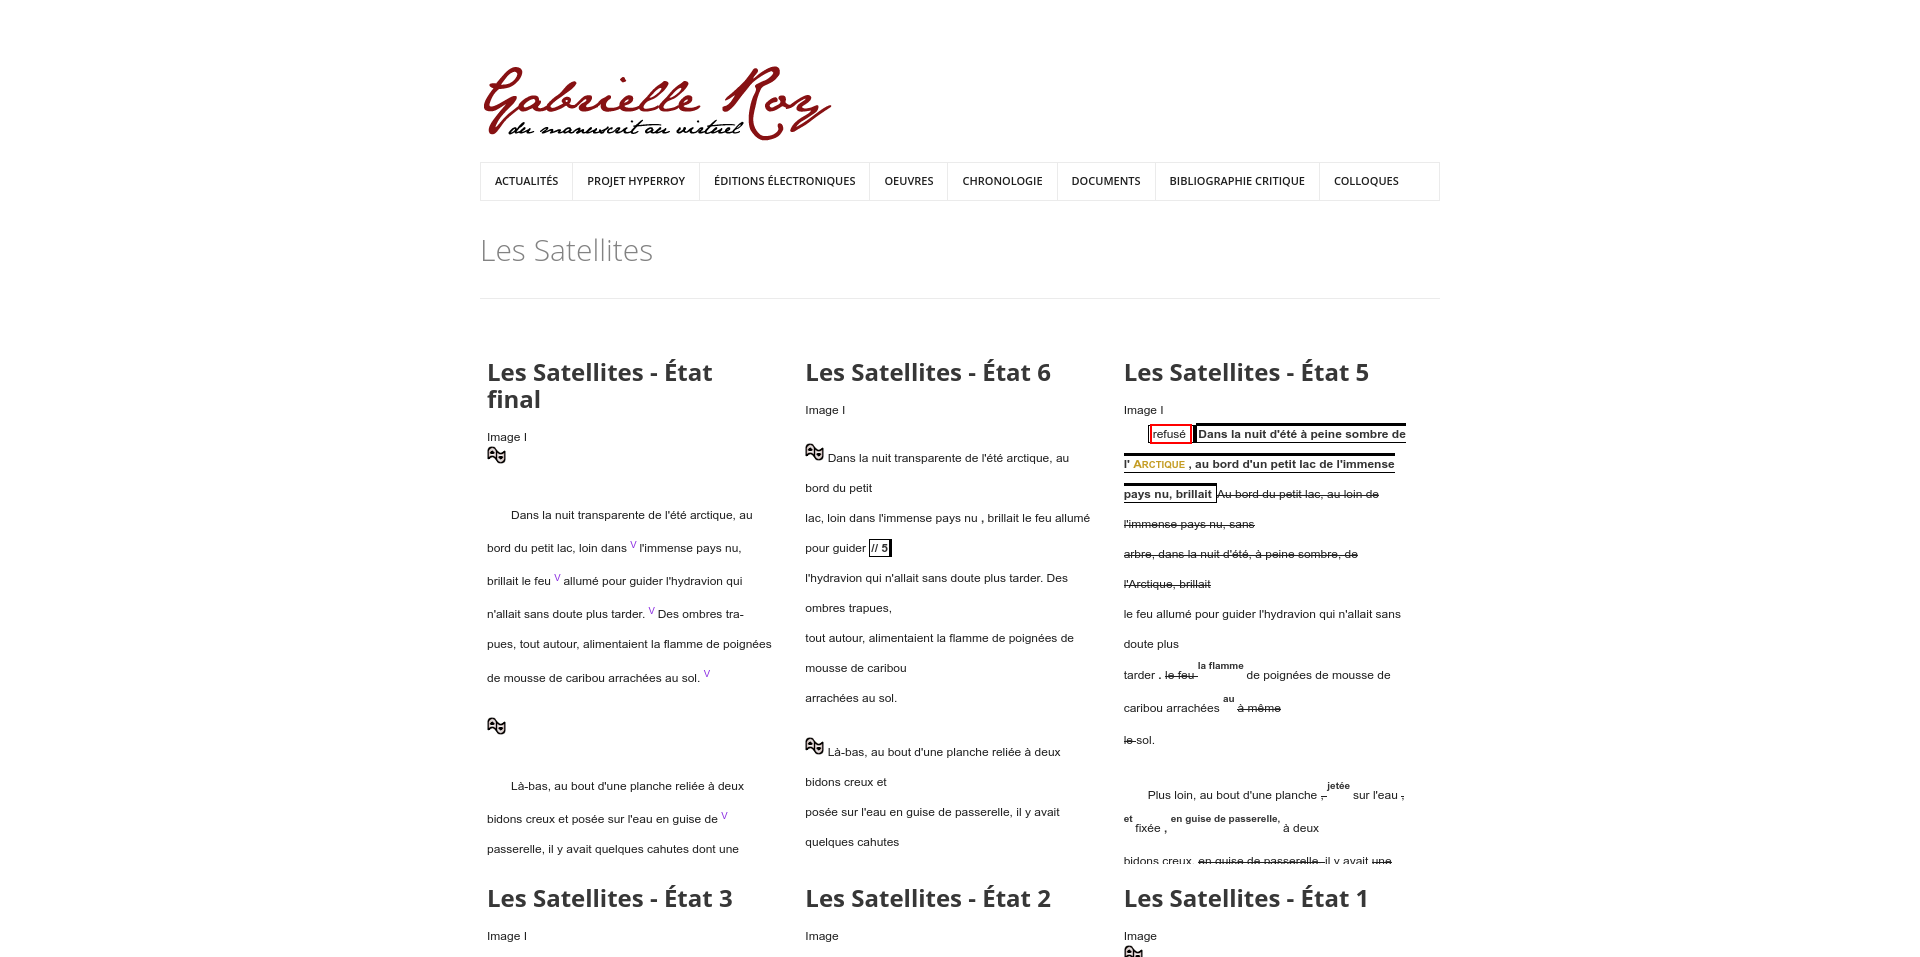 Gabrielle Roy
du manuscrit au virtuel
ACTUALITÉS PROJET HYPERROY ÉDITIONS ÉLECTRONIQUES OEUVRES CHRONOLOGIE DOCUMENTS BIBLIOGRAPHIE CRITIQUE COLLOQUES
Les Satellites
Les Satellites - État
final
Image I
Dans la nuit transparente de l'été arctique, au
bord du petit lac, loin dans V l'immense pays nu,
brillait le feu V allumé pour guider l'hydravion qui
n'allait sans doute plus tarder. V Des ombres tra-
pues, tout autour, alimentaient la flamme de poignées
de mousse de caribou arrachées au sol. V
Là-bas, au bout d'une planche reliée à deux
bidons creux et posée sur l'eau en guise de V
passerelle, il y avait quelques cahutes dont une
Les Satellites - État 6
Image I
Dans la nuit transparente de l'été arctique, au
bord du petit
lac, loin dans l'immense pays nu , brillait le feu allumé
pour guider // 5
l'hydravion qui n'allait sans doute plus tarder. Des
ombres trapues,
tout autour, alimentaient la flamme de poignées de
mousse de caribou
arrachées au sol.
Là-bas, au bout d'une planche reliée à deux
bidons creux et
posée sur l'eau en guise de passerelle, il y avait
quelques cahutes
Les Satellites - État 5
Image I
refusé Dans la nuit d'été à peine sombre de
l' ARCTIQUE , au bord d'un petit lac de l'immense
pays nu, brillait Au bord du petit lac, au loin de
l'immense pays nu, sans
arbre, dans la nuit d'été, à peine sombre, de
l'Arctique, brillait
le feu allumé pour guider l'hydravion qui n'allait sans
doute plus
tarder . le feu la flamme de poignées de mousse de
caribou arrachées au à même
le sol.
Plus loin, au bout d'une planche , jetée sur l'eau ,
et fixée , en guise de passerelle, à deux
bidons creux, en guise de passerelle, il y avait une
Les Satellites - État 3
Image I
Les Satellites - État 2
Image
Les Satellites - État 1
Image